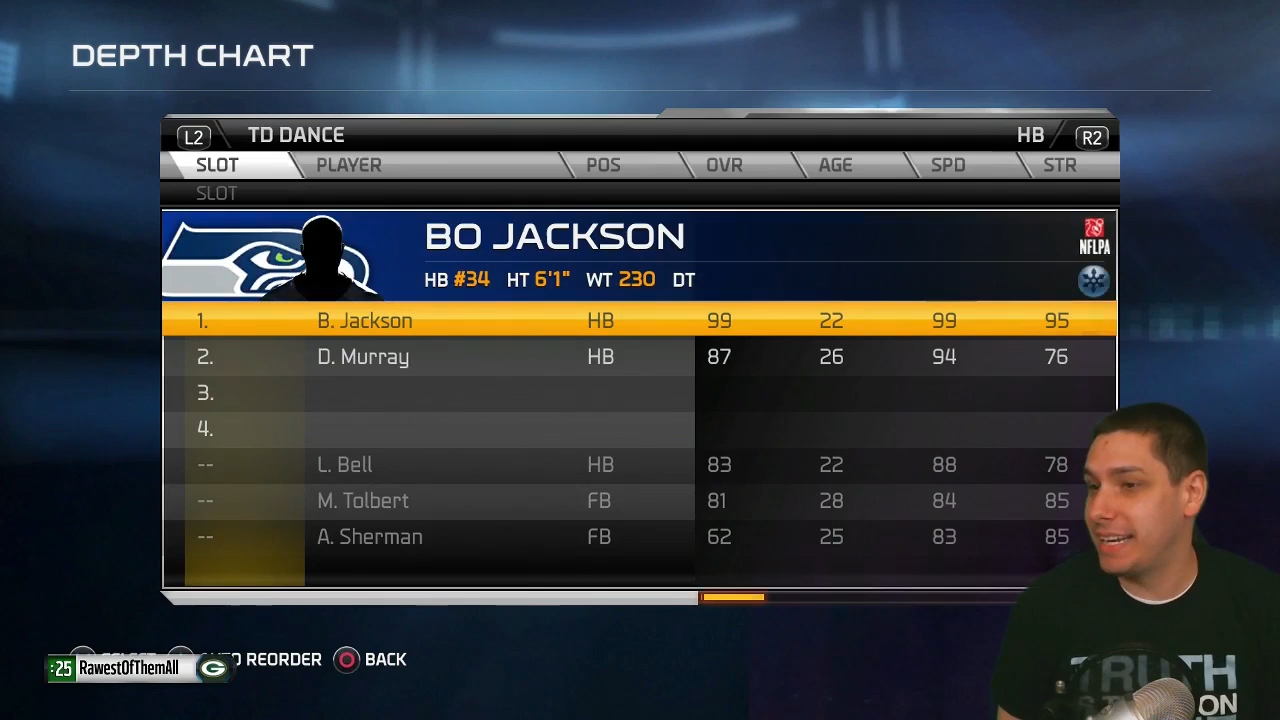 DEPTH CHART
L2 TD DANCE HB R2
SLOT PLAYER POS OVR AGE SPD STR
SLOT
BO JACKSON
NFLPA
HB #34 HT 6'1" WT 230 DT
1. B. Jackson HB 99 22 99 95
2. D. Murray HB 87 26 94 76
3.
4.
-- L. Bell HB 83 22 88 78
-- M. Tolbert FB 81 28 84 85
-- A. Sherman FB 62 25 83 85
REORDER BACK
:25 RawestOfThemAll G
TRUTH
ON